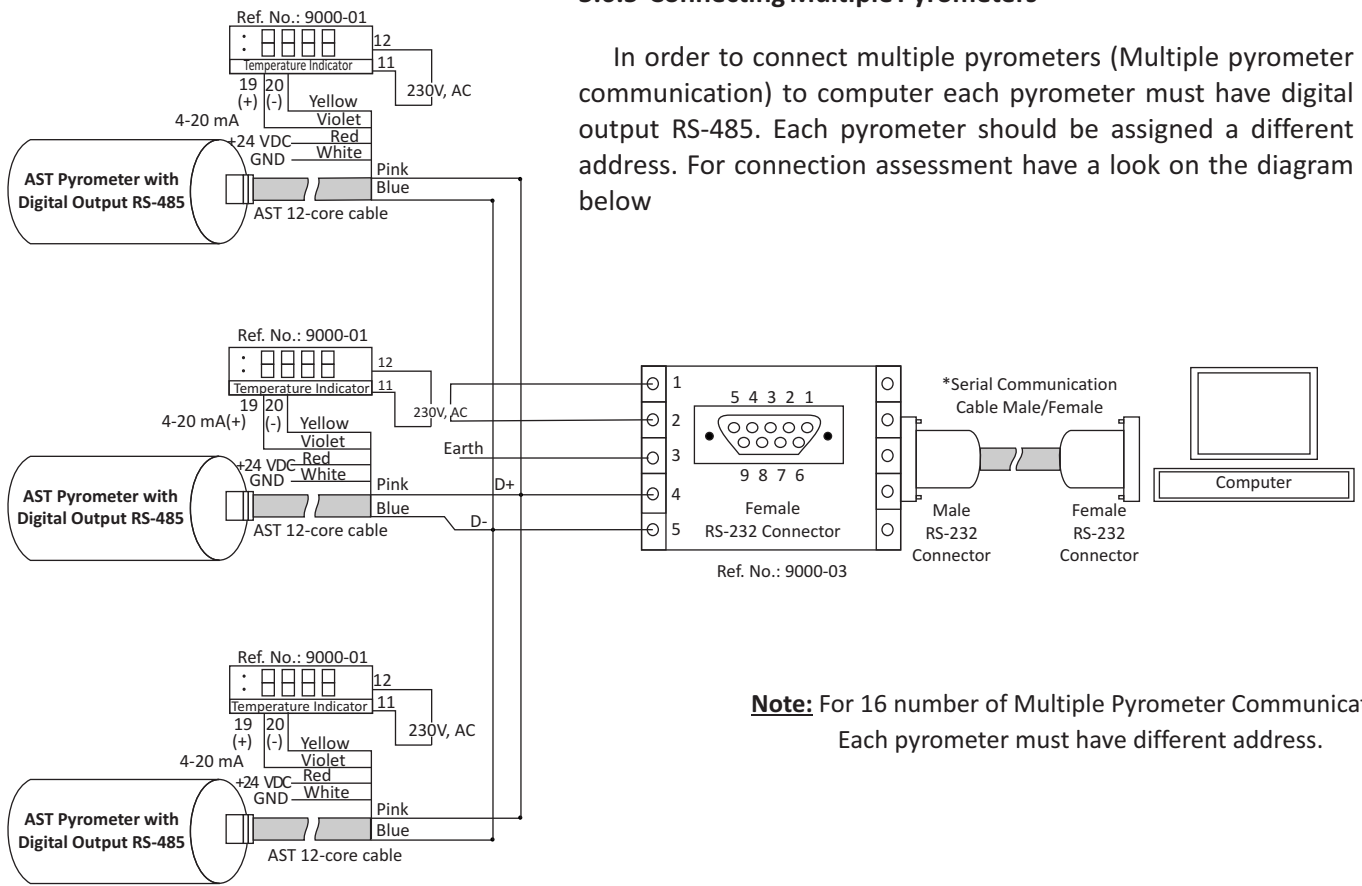 3.6.3 Connecting Multiple Pyrometers
In order to connect multiple pyrometers (Multiple pyrometer
communication) to computer each pyrometer must have digital
output RS-485. Each pyrometer should be assigned a different
address. For connection assessment have a look on the diagram
below
Ref. No.: 9000-01
12
Temperature Indicator
11
19 20
(+) (-)
230V, AC
Yellow
4-20 mA
Violet
+24 VDC
Red
GND
White
Pink
Blue
AST Pyrometer with
Digital Output RS-485
AST 12-core cable
Ref. No.: 9000-01
12
Temperature Indicator
11
19 20
4-20 mA(+) (-)
230V, AC
Yellow
Violet
+24 VDC
Red
GND
White
Pink
Blue
AST Pyrometer with
Digital Output RS-485
AST 12-core cable
Earth
D+
D-
1
2
3
4
5
5 4 3 2 1
9 8 7 6
Female
RS-232 Connector
Ref. No.: 9000-03
*Serial Communication
Cable Male/Female
Male
RS-232
Connector
Female
RS-232
Connector
Computer
Ref. No.: 9000-01
12
Temperature Indicator
11
19 20
(+) (-)
230V, AC
Yellow
4-20 mA
Violet
+24 VDC
Red
GND
White
Pink
Blue
AST Pyrometer with
Digital Output RS-485
AST 12-core cable
Note: For 16 number of Multiple Pyrometer
Each pyrometer must have different address.